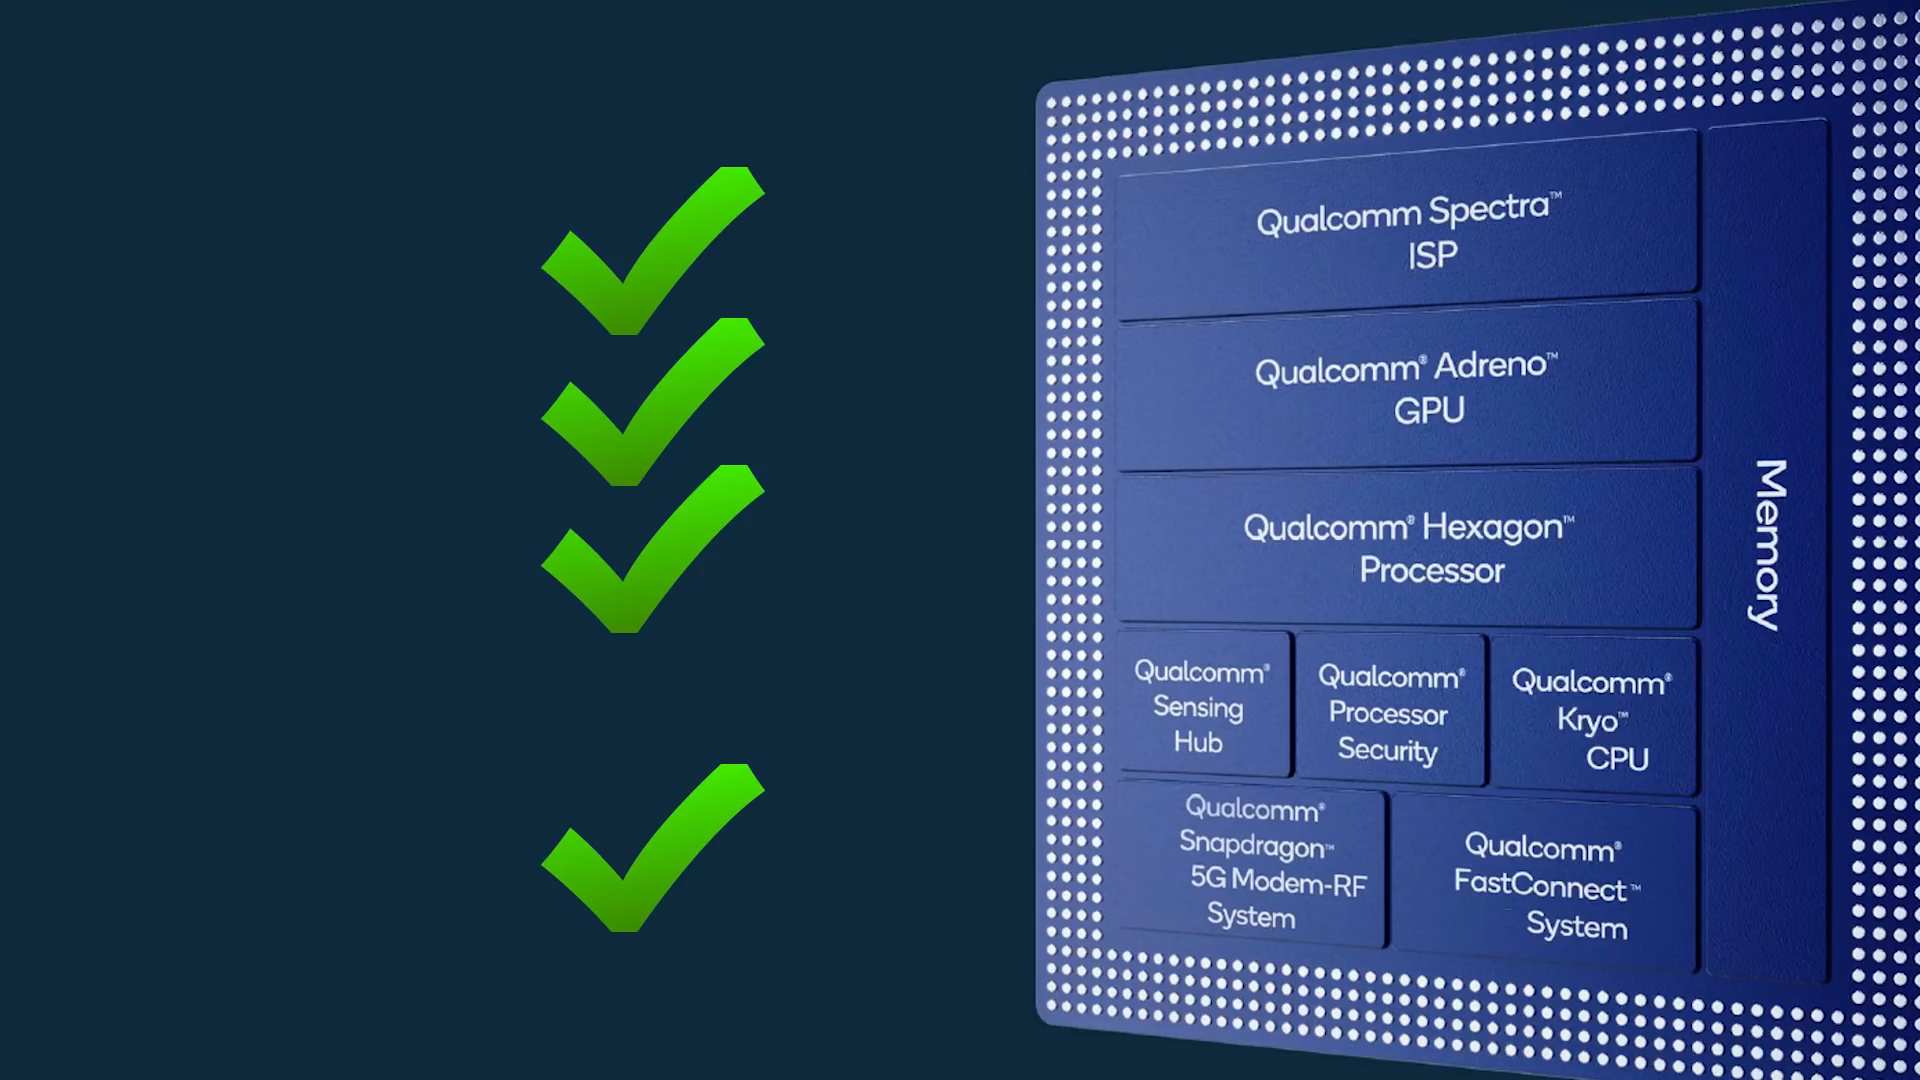 Qualcomm Spectra™
ISP
Qualcomm® Adreno™
GPU
Qualcomm® Hexagon™
Processor
Qualcomm®
Sensing
Hub
Qualcomm®
Processor
Security
Qualcomm®
Kryo™
CPU
Qualcomm®
Snapdragon™
5G Modem-RF
System
Qualcomm®
FastConnect™
System
Memory